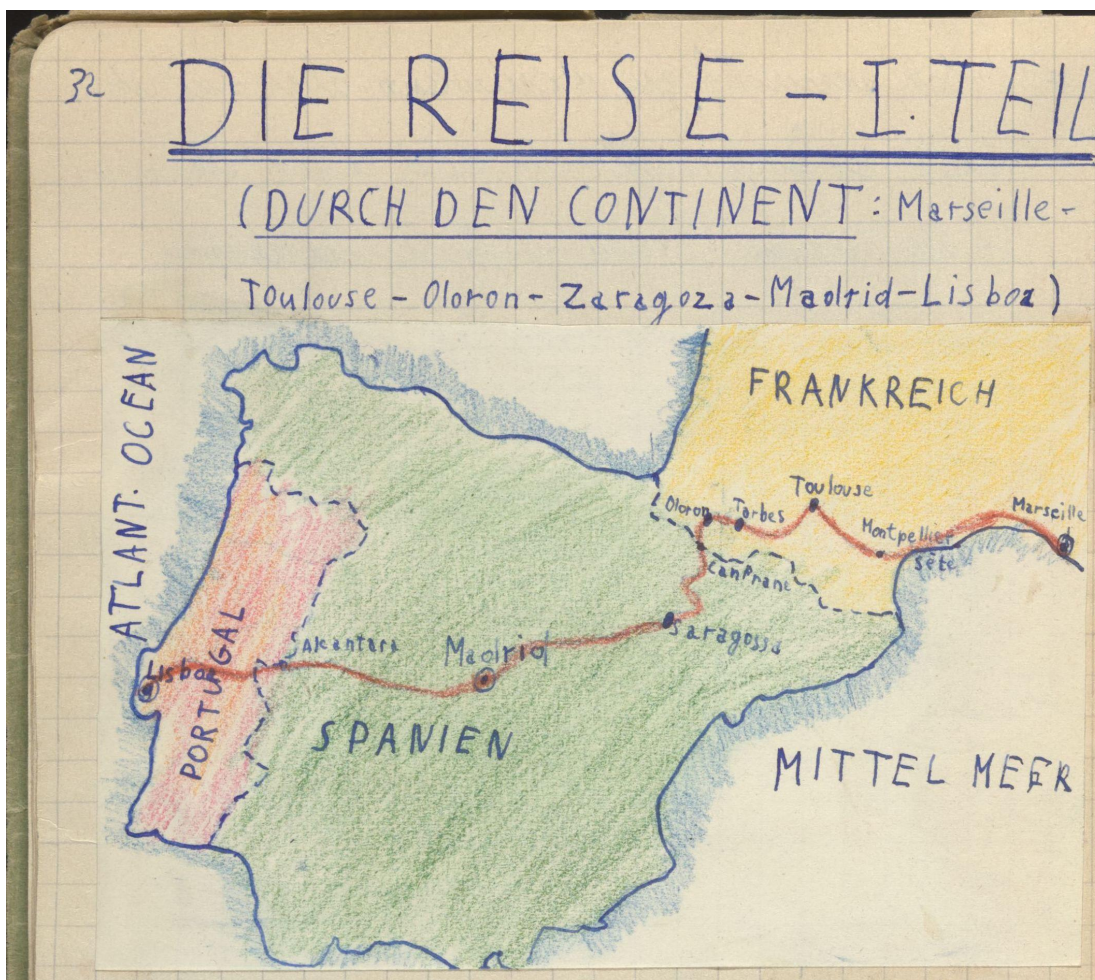 32
DIE REISE - I. TEIL
(DURCH DEN CONTINENT: Marseille-
Toulouse - Oloron - Zaragoza - Madrid - Lisboa)
ATLANT. OCEAN
FRANKREICH
Toulouse
Oloron
Tarbes
Marseille
Montpellier
Sète
Canfranc
Saragossa
Alcantara
Madrid
Lisboa
PORTUGAL
SPANIEN
MITTEL MEER